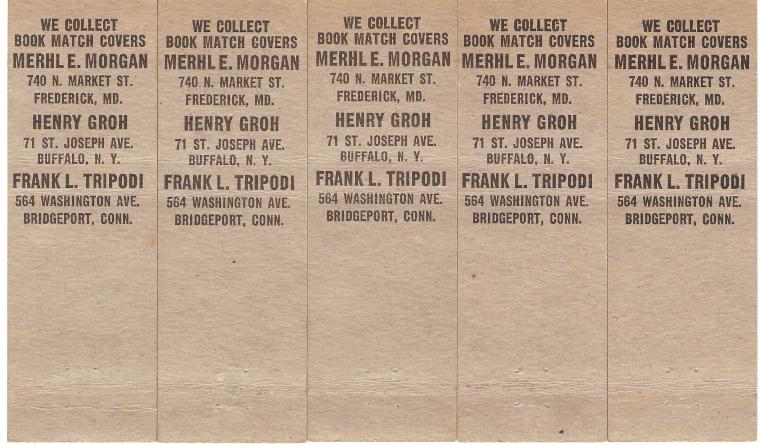 WE COLLECT
BOOK MATCH COVERS
MERHL E. MORGAN
740 N. MARKET ST.
FREDERICK, MD.
HENRY GROH
71 ST. JOSEPH AVE.
BUFFALO, N. Y.
FRANK L. TRIPODI
564 WASHINGTON AVE.
BRIDGEPORT, CONN.
WE COLLECT
BOOK MATCH COVERS
MERHL E. MORGAN
740 N. MARKET ST.
FREDERICK, MD.
HENRY GROH
71 ST. JOSEPH AVE.
BUFFALO, N. Y.
FRANK L. TRIPODI
564 WASHINGTON AVE.
BRIDGEPORT, CONN.
WE COLLECT
BOOK MATCH COVERS
MERHL E. MORGAN
740 N. MARKET ST.
FREDERICK, MD.
HENRY GROH
71 ST. JOSEPH AVE.
BUFFALO, N. Y.
FRANK L. TRIPODI
564 WASHINGTON AVE.
BRIDGEPORT, CONN.
WE COLLECT
BOOK MATCH COVERS
MERHL E. MORGAN
740 N. MARKET ST.
FREDERICK, MD.
HENRY GROH
71 ST. JOSEPH AVE.
BUFFALO, N. Y.
FRANK L. TRIPODI
564 WASHINGTON AVE.
BRIDGEPORT, CONN.
WE COLLECT
BOOK MATCH COVERS
MERHL E. MORGAN
740 N. MARKET ST.
FREDERICK, MD.
HENRY GROH
71 ST. JOSEPH AVE.
BUFFALO, N. Y.
FRANK L. TRIPODI
564 WASHINGTON AVE.
BRIDGEPORT, CONN.